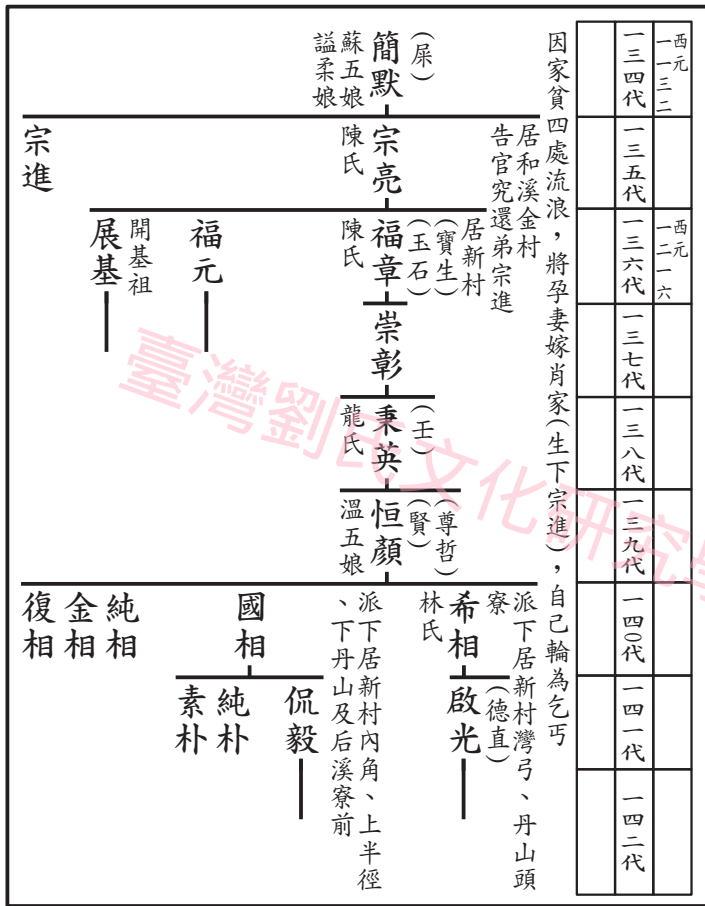 西元一一三二
西元一二一六
一三四代
一三五代
一三六代
一三七代
一三八代
一三九代
一四〇代
一四一代
一四二代
因家貧四處流浪，將孕妻嫁肖家(生下宗進)，自己輪為乞丐
(屎)
簡默
蘇五娘
謚柔娘
居和溪金村
告官究還弟宗進
宗亮
陳氏
宗進
居新村
(寶生)
(玉石)
福章
陳氏
福元
開基祖
展基
崇彰
(壬)
秉英
龍氏
(尊哲)
(賢)
恒顏
溫五娘
派下居新村灣弓、丹山頭
寮
希相
林氏
(德直)
啟光
派下居新村內角、上半徑
、下丹山及后溪寮前
國相
侃毅
純朴
素朴
純相
金相
復相
臺灣劉氏文化研究學